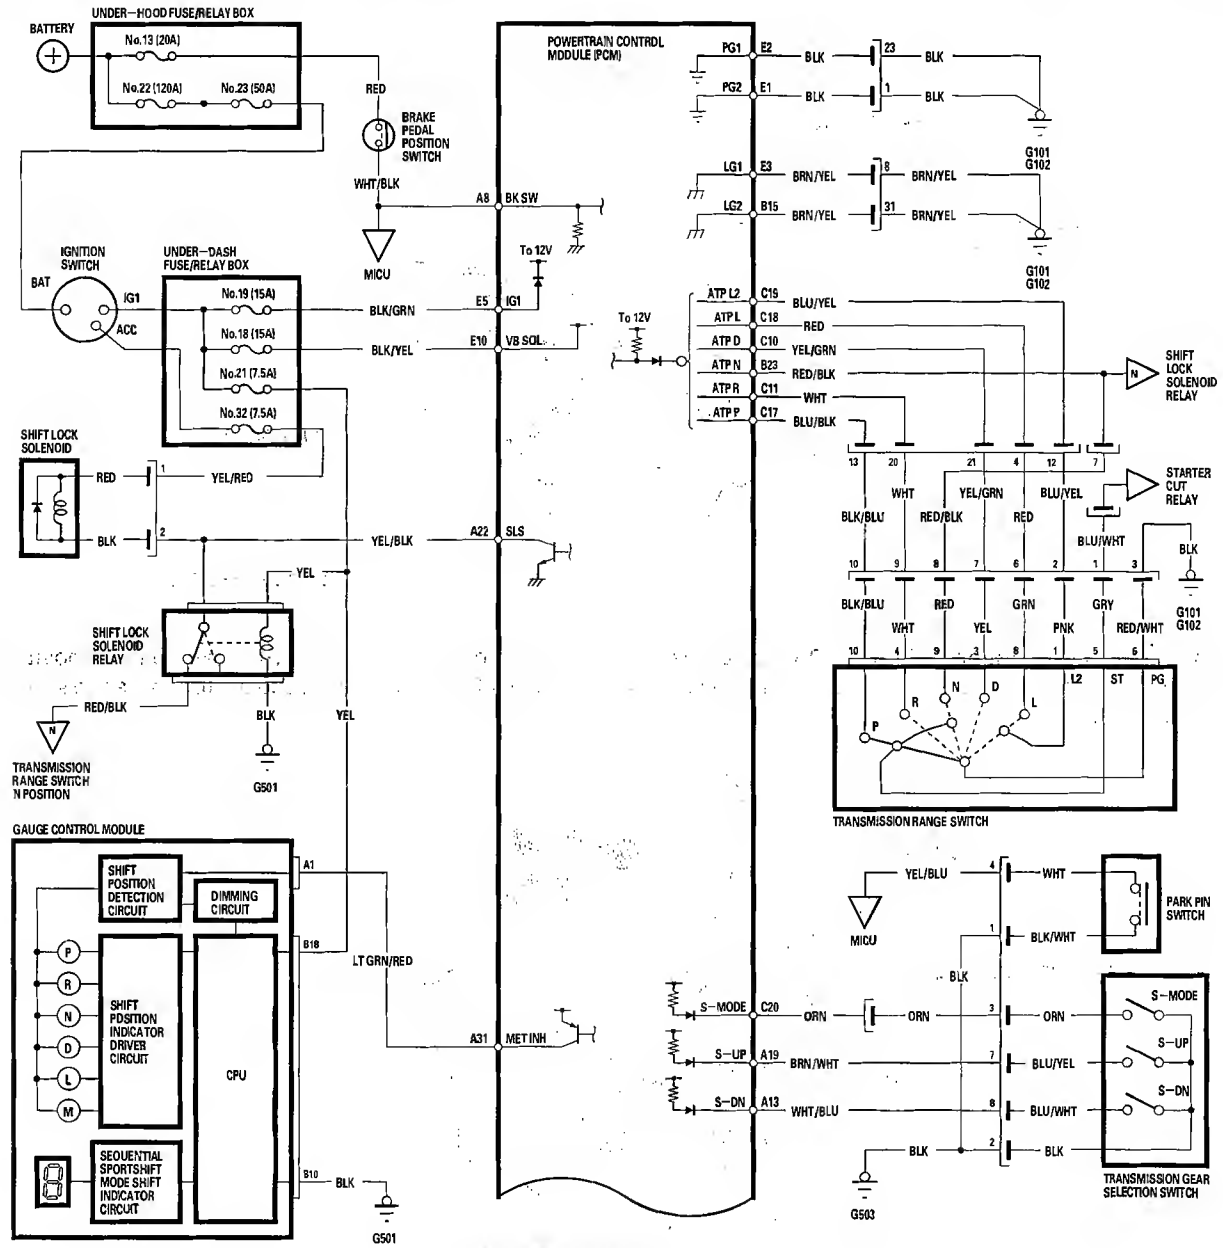 UNDER-HOOD FUSE/RELAY BOX
BATTERY
No.13 (20A)
No.22 (120A)
No.23 (50A)
RED
BRAKE
PEDAL
POSITION
SWITCH
WHT/BLK
MICU
POWERTRAIN CONTROL
MODULE (PCM)
A8
BK SW
To 12V
E5
IG1
E10
VB SOL
IGNITION
SWITCH
BAT
IG1
ACC
UNDER-DASH
FUSE/RELAY BOX
No.19 (15A)
No.18 (15A)
No.21 (7.5A)
No.32 (7.5A)
BLK/GRN
BLK/YEL
SHIFT LOCK
SOLENOID
RED
1
YEL/RED
BLK
2
YEL/BLK
A22
SLS
YEL
SHIFT LOCK
SOLENOID
RELAY
RED/BLK
BLK
YEL
N
TRANSMISSION
RANGE SWITCH
N POSITION
G501
PG1
E2
BLK
23
BLK
PG2
E1
BLK
1
BLK
G101
G102
LG1
E3
BRN/YEL
8
BRN/YEL
LG2
B15
BRN/YEL
31
BRN/YEL
G101
G102
To 12V
ATP L2
C19
BLU/YEL
ATP L
C18
RED
ATP D
C10
YEL/GRN
ATP N
B23
RED/BLK
ATP R
C11
WHT
ATP P
C17
BLU/BLK
N
SHIFT
LOCK
SOLENOID
RELAY
13
20
21
4
12
7
STARTER
CUT
RELAY
WHT
YEL/GRN
BLU/YEL
BLK/BLU
RED/BLK
RED
BLU/WHT
BLK
10
9
8
7
6
2
1
3
G101
G102
BLK/BLU
RED
GRN
GRY
WHT
YEL
PNK
RED/WHT
10
4
9
3
8
1
5
6
L2
ST
PG
P
R
N
D
L
TRANSMISSION RANGE SWITCH
GAUGE CONTROL MODULE
SHIFT
POSITION
DETECTION
CIRCUIT
A1
DIMMING
CIRCUIT
B18
P
R
N
D
L
M
SHIFT
POSITION
INDICATOR
DRIVER
CIRCUIT
CPU
SEQUENTIAL
SPORTSHIFT
MODE SHIFT
INDICATOR
CIRCUIT
B10
BLK
G501
LT GRN/RED
A31
MET INH
MICU
YEL/BLU
4
WHT
PARK PIN
SWITCH
1
BLK/WHT
BLK
S-MODE
C20
ORN
ORN
3
ORN
S-MODE
S-UP
A19
BRN/WHT
7
BLU/YEL
S-UP
S-DN
A13
WHT/BLU
8
BLU/WHT
S-DN
BLK
2
BLK
G503
TRANSMISSION GEAR
SELECTION SWITCH